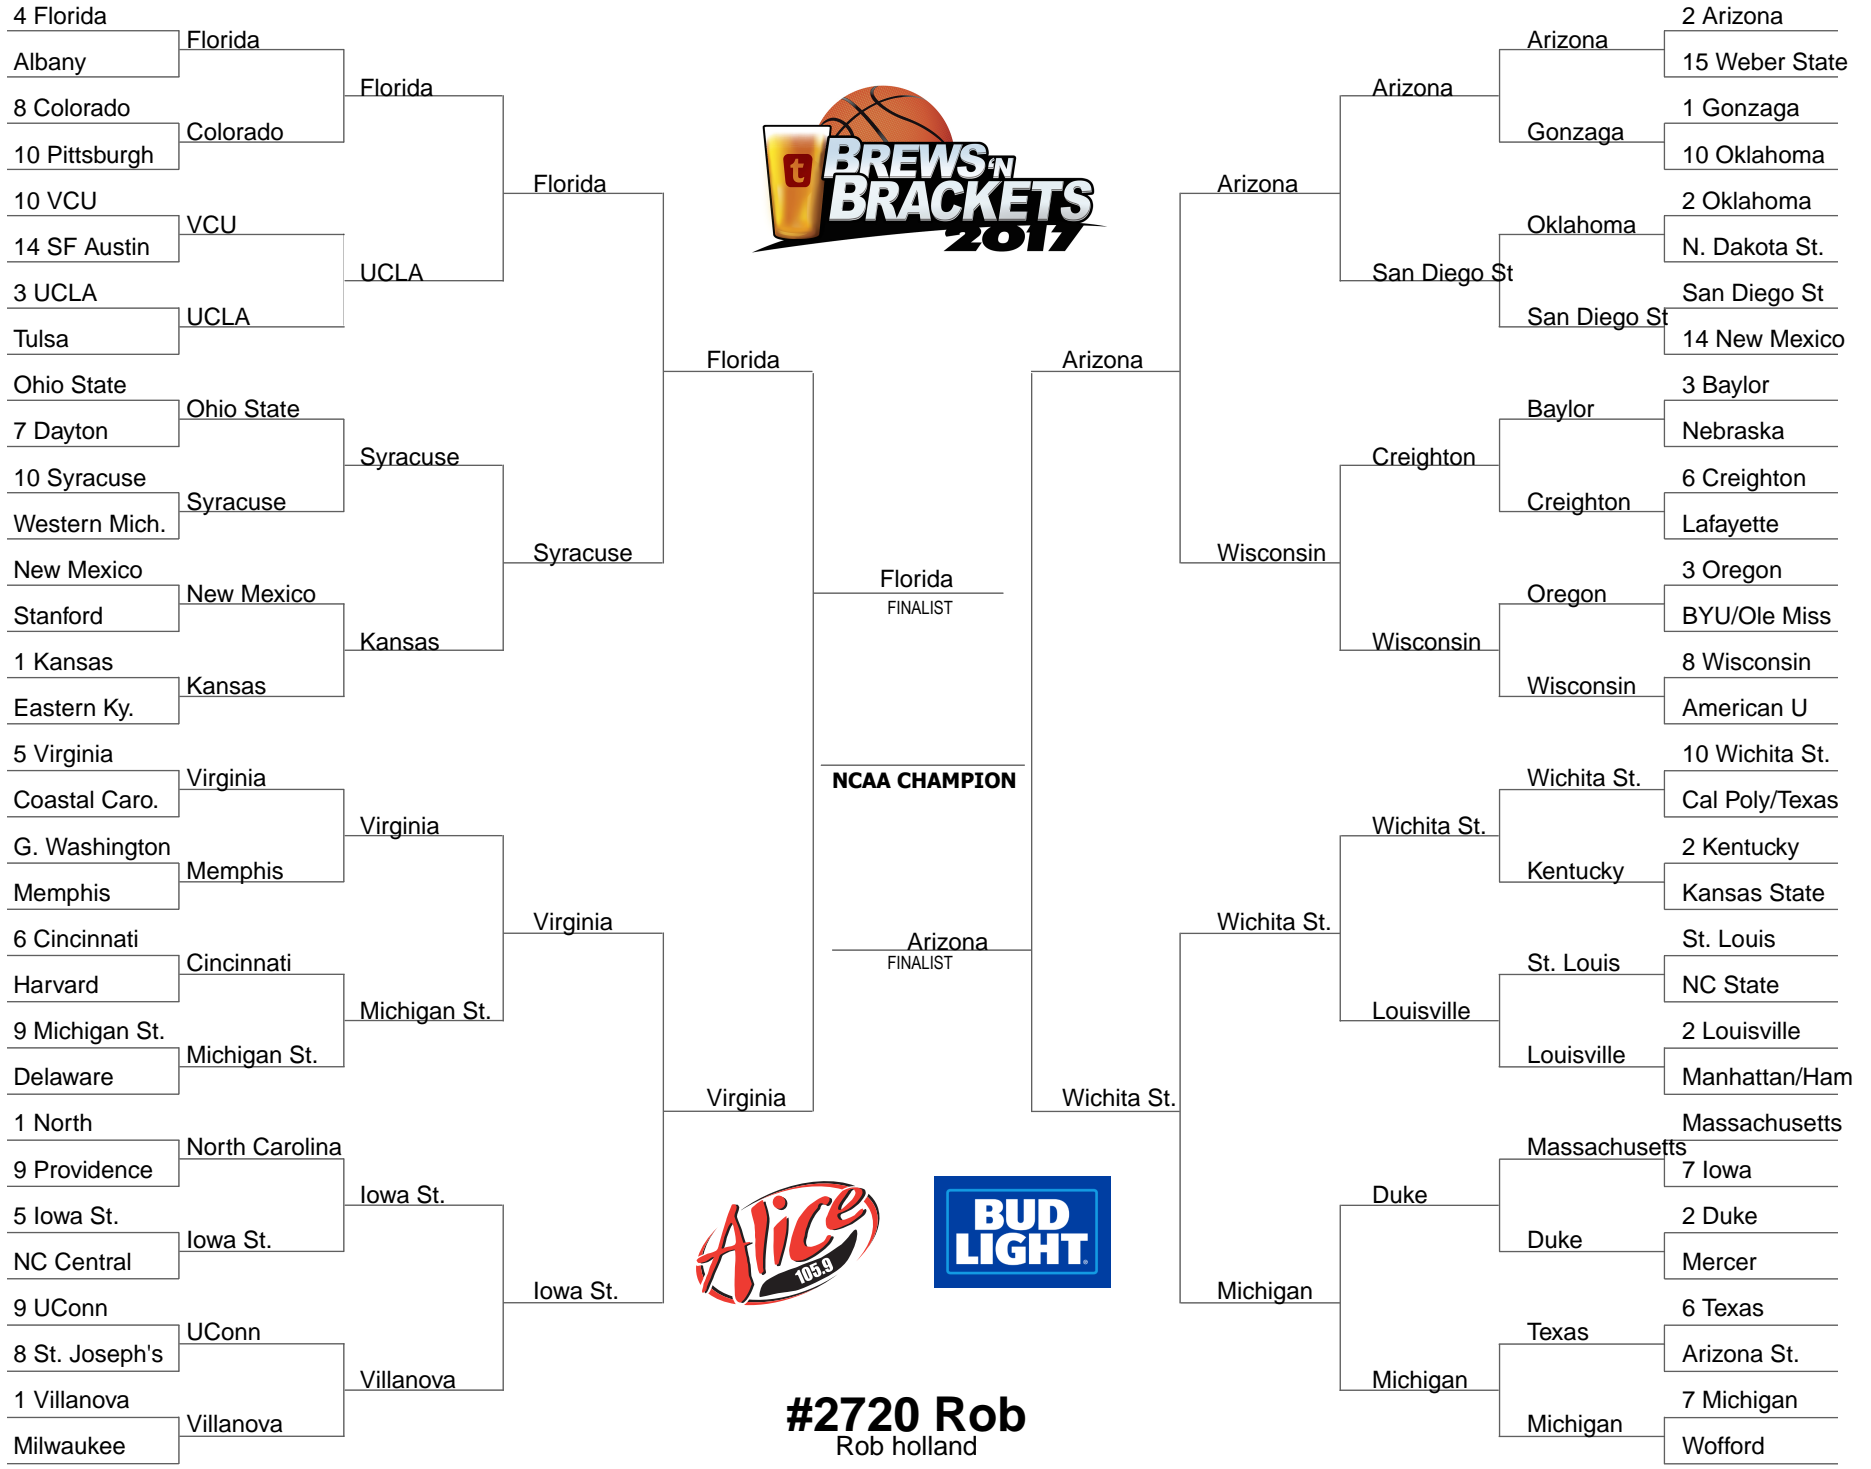 4 Florida
Albany
8 Colorado
10 Pittsburgh
10 VCU
14 SF Austin
3 UCLA
Tulsa
Ohio State
7 Dayton
10 Syracuse
Western Mich.
New Mexico
Stanford
1 Kansas
Eastern Ky.
5 Virginia
Coastal Caro.
G. Washington
Memphis
6 Cincinnati
Harvard
9 Michigan St.
Delaware
1 North
9 Providence
5 Iowa St.
NC Central
9 UConn
8 St. Joseph's
1 Villanova
Milwaukee
Florida
Colorado
VCU
UCLA
Ohio State
Syracuse
New Mexico
Kansas
Virginia
Memphis
Cincinnati
Michigan St.
North Carolina
Iowa St.
UConn
Villanova
Florida
UCLA
Syracuse
Kansas
Virginia
Michigan St.
Iowa St.
Villanova
Florida
Syracuse
Virginia
Iowa St.
Florida
Virginia
t
BREWS 'N
BRACKETS
2017
Florida
FINALIST
NCAA CHAMPION
Arizona
FINALIST
Alice
105.9
BUD
LIGHT
#2720 Rob
Rob holland
Arizona
Wichita St.
Arizona
Wisconsin
Wichita St.
Michigan
Arizona
San Diego St
Creighton
Wisconsin
Wichita St.
Louisville
Duke
Michigan
Arizona
Gonzaga
Oklahoma
San Diego St
Baylor
Creighton
Oregon
Wisconsin
Wichita St.
Kentucky
St. Louis
Louisville
Massachusetts
Duke
Texas
Michigan
2 Arizona
15 Weber State
1 Gonzaga
10 Oklahoma
2 Oklahoma
N. Dakota St.
San Diego St
14 New Mexico
3 Baylor
Nebraska
6 Creighton
Lafayette
3 Oregon
BYU/Ole Miss
8 Wisconsin
American U
10 Wichita St.
Cal Poly/Texas
2 Kentucky
Kansas State
St. Louis
NC State
2 Louisville
Manhattan/Ham
Massachusetts
7 Iowa
2 Duke
Mercer
6 Texas
Arizona St.
7 Michigan
Wofford